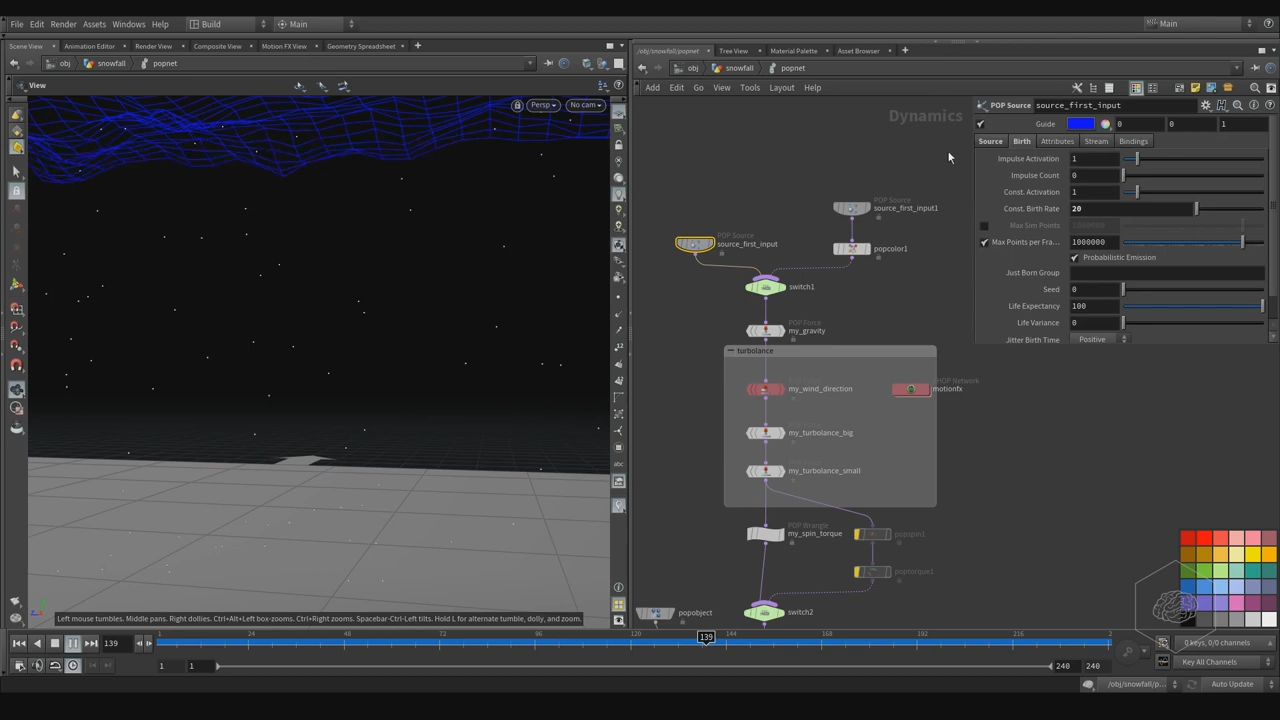 File Edit Render Assets Windows Help Build Main Main
Scene View Animation Editor Render View Composite View Motion FX View Geometry Spreadsheet
obj snowfall popnet
View
Persp No cam
/obj/snowfall/popnet Tree View Material Palette Asset Browser
obj snowfall popnet
Add Edit Go View Tools Layout Help
Dynamics
POP Source source_first_input
Guide 0 0 1
Source Birth Attributes Stream Bindings
Impulse Activation 1
Impulse Count 0
Const. Activation 1
Const. Birth Rate 20
Max Sim Points 1000000
Max Points per Fra... 1000000
Probabilistic Emission
Just Born Group
Seed 0
Life Expectancy 100
Life Variance 0
Jitter Birth Time Positive
POP Source
source_first_input1
POP Source
source_first_input
popcolor1
switch1
POP Force
my_gravity
turbolance
my_wind_direction
CHOP Network
motionfx
my_turbolance_big
my_turbolance_small
POP Wrangle
my_spin_torque
popspin1
poptorque1
popobject
switch2
Left mouse tumbles. Middle pans. Right dollies. Ctrl+Alt+Left box-zooms. Ctrl+Right zooms. Spacebar-Ctrl-Left tilts. Hold L for alternate tumble, dolly, and zoom.
139
1 24 48 72 96 120 139 144 168 192 216 2
0 keys, 0/0 channels
1 1 240 240
Key All Channels
/obj/snowfall/p... Auto Update